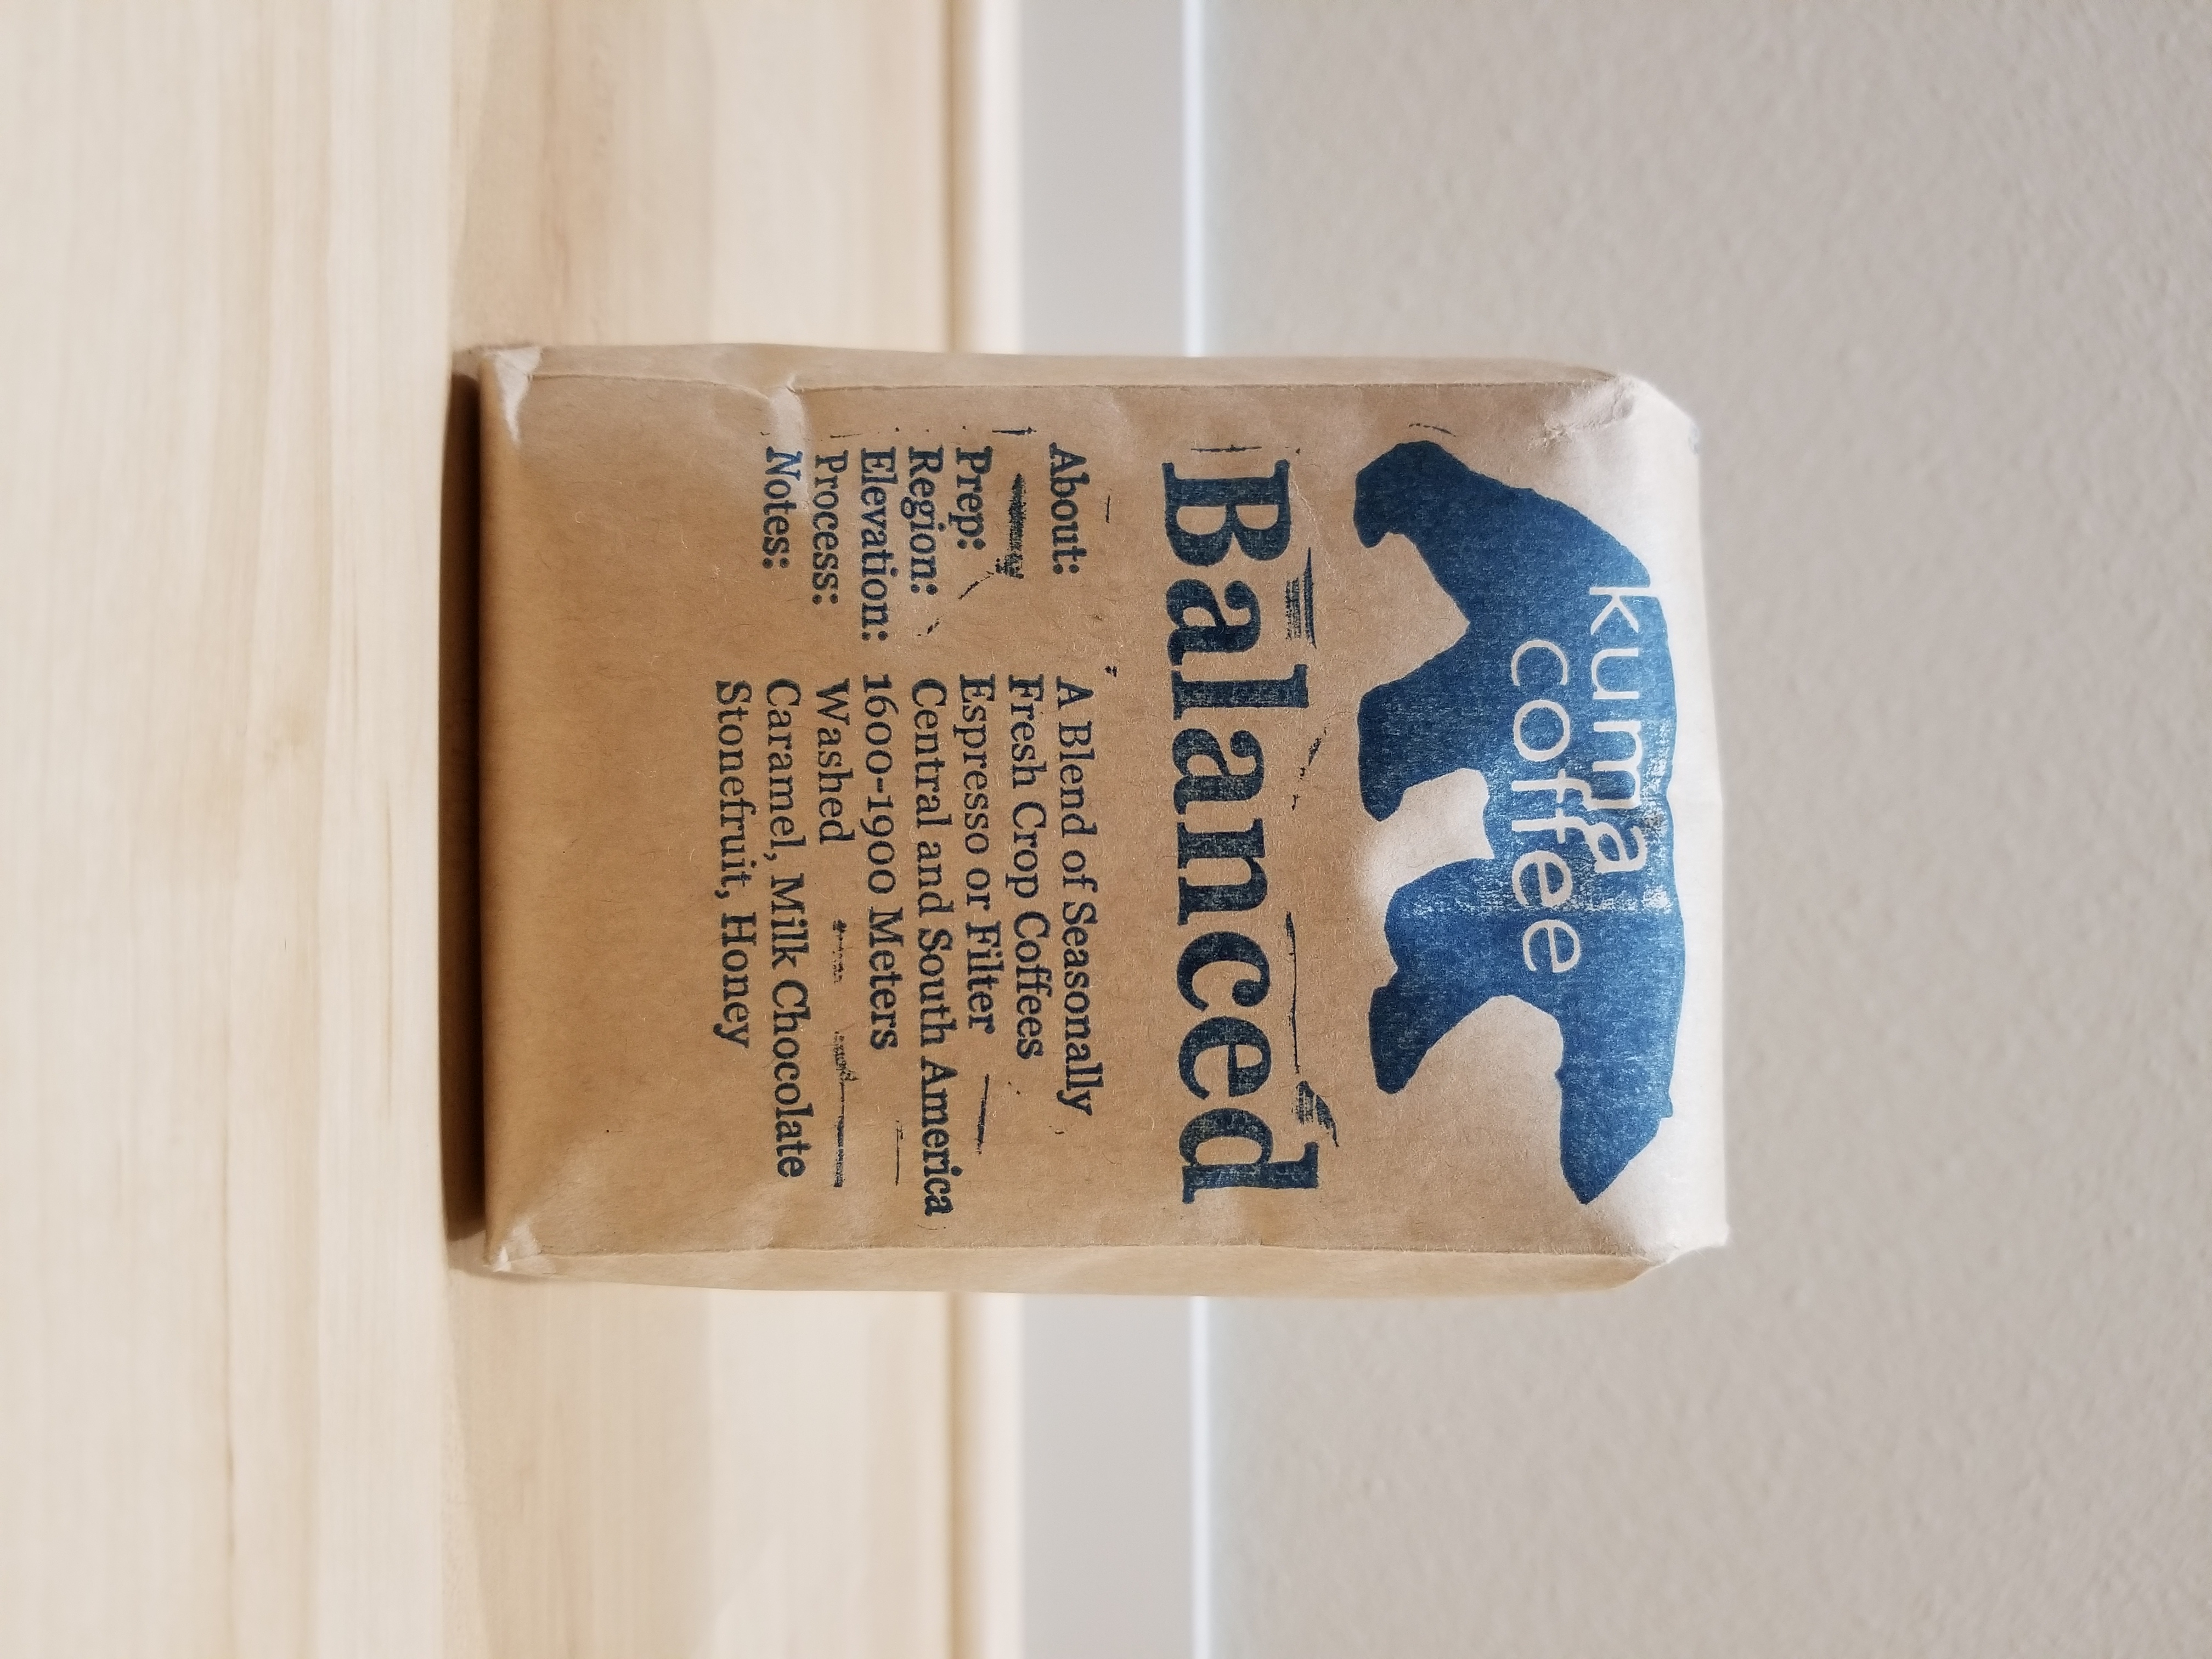 kuma
coffee
Balanced
About: A Blend of Seasonally
Fresh Crop Coffees
Prep: Espresso or Filter
Region: Central and South America
Elevation: 1600-1900 Meters
Process: Washed
Notes: Caramel, Milk Chocolate
Stonefruit, Honey